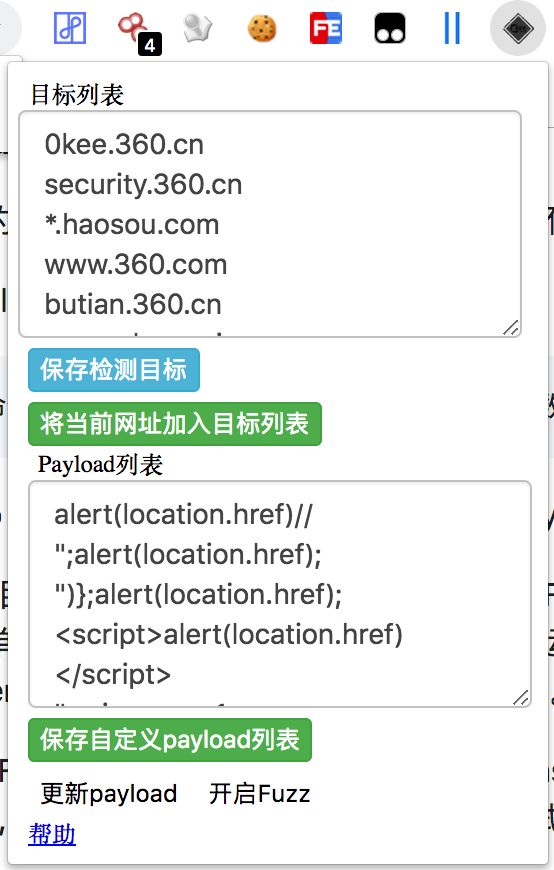 4
FE
目标列表
0kee.360.cn
security.360.cn
*.haosou.com
www.360.com
butian.360.cn
保存检测目标
将当前网址加入目标列表
Payload列表
alert(location.href)//
";alert(location.href);
")};alert(location.href);
<script>alert(location.href)
</script>
保存自定义payload列表
更新payload
开启Fuzz
帮助